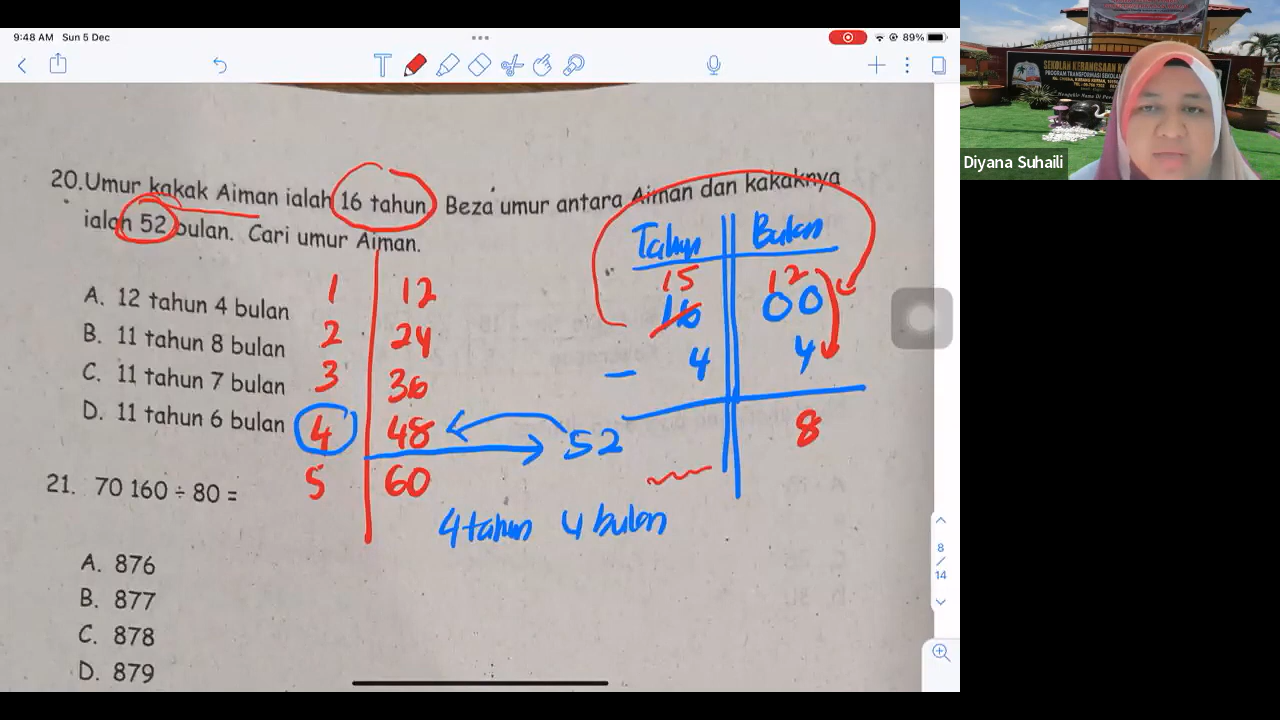 9:48 AM Sun 5 Dec
89%
20. Umur kakak Aiman ialah 16 tahun. Beza umur antara Aiman dan kakaknya
ialah 52 bulan. Cari umur Aiman.
A. 12 tahun 4 bulan
B. 11 tahun 8 bulan
C. 11 tahun 7 bulan
D. 11 tahun 6 bulan
1 12
2 24
3 36
4 48
5 60
52
4 tahun 4 bulan
Tahun Bulan
15 12
16 00
- 4 4
8
21. 70 160 ÷ 80 =
A. 876
B. 877
C. 878
D. 879
8
/
14
T
SEKOLAH KEBANGSAAN
PROGRAM TRANSFORMASI
Diyana Suhaili